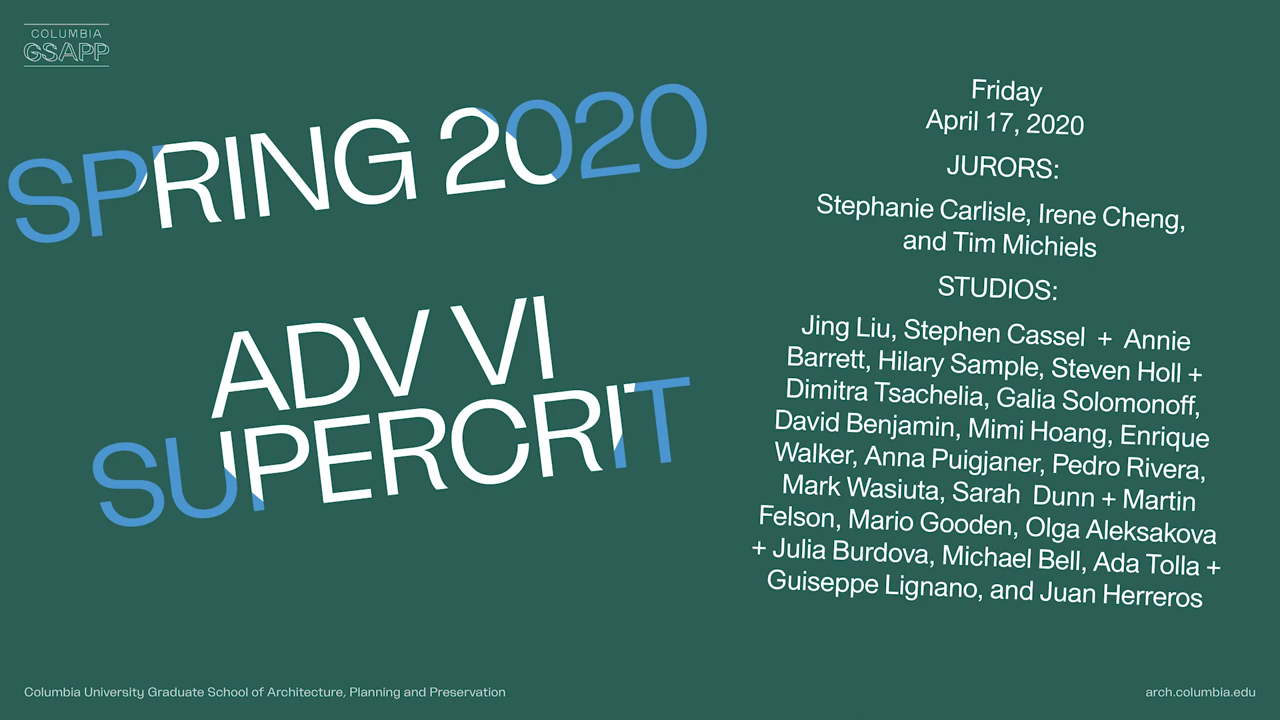 COLUMBIA
GSAPP
SPRING 2020
ADV VI
SUPERCRIT
Friday
April 17, 2020
JURORS:
Stephanie Carlisle, Irene Cheng,
and Tim Michiels
STUDIOS:
Jing Liu, Stephen Cassel + Annie
Barrett, Hilary Sample, Steven Holl +
Dimitra Tsachelia, Galia Solomonoff,
David Benjamin, Mimi Hoang, Enrique
Walker, Anna Puigjaner, Pedro Rivera,
Mark Wasiuta, Sarah Dunn + Martin
Felson, Mario Gooden, Olga Aleksakova
+ Julia Burdova, Michael Bell, Ada Tolla +
Guiseppe Lignano, and Juan Herreros
Columbia University Graduate School of Architecture, Planning and Preservation
arch.columbia.edu